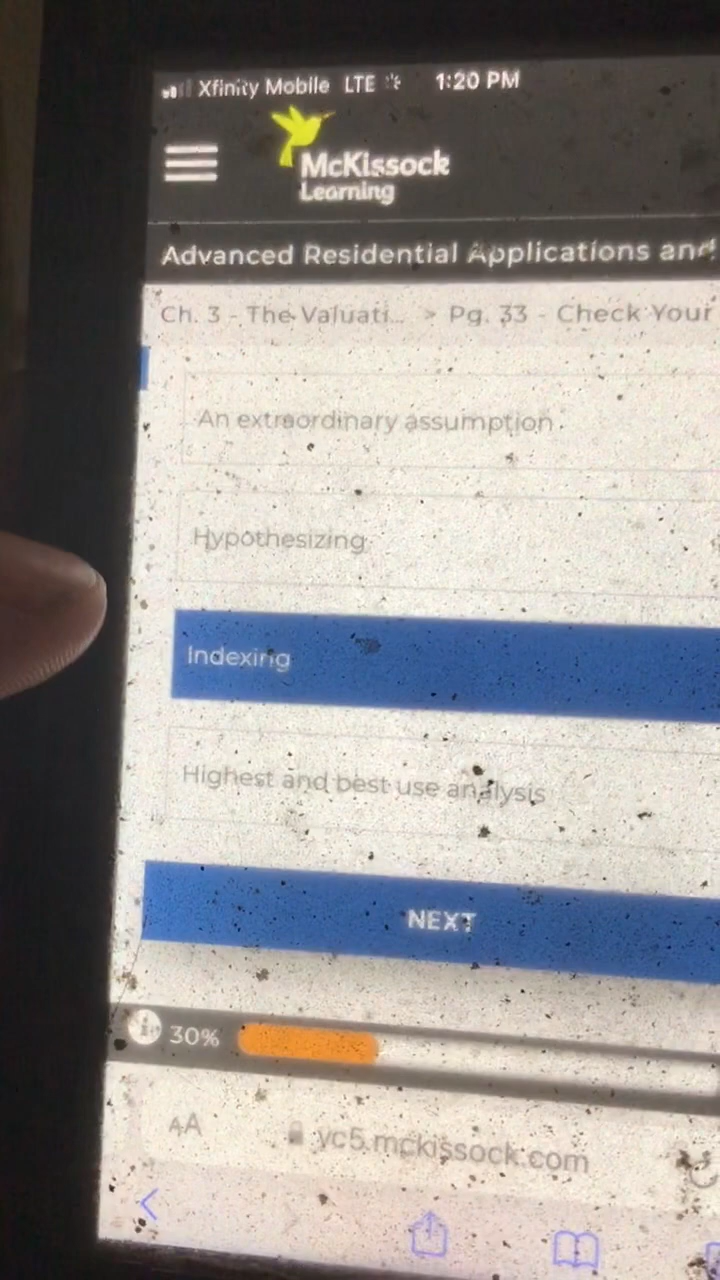 Xfinity Mobile LTE 1:20 PM
McKissock
Learning
Advanced Residential Applications and
Ch. 3 - The Valuati... > Pg. 33 - Check Your
An extraordinary assumption
Hypothesizing
Indexing
Highest and best use analysis
NEXT
30%
AA yc5.mckissock.com